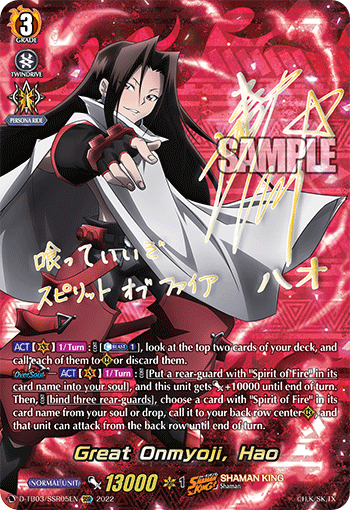 3
GRADE
TWINDRIVE
PERSONA RIDE
SAMPLE
喰っていいぞ
スピリット オブ ファイア
ハオ
ACT 1/Turn : [BLAST 1], look at the top two cards of your deck, and
call each of them to or discard them.
OverSoul ACT 1/Turn : [Put a rear-guard with "Spirit of Fire" in its
card name into your soul], and this unit gets +10000 until end of turn.
Then, [bind three rear-guards], choose a card with "Spirit of Fire" in its
card name from your soul or drop, call it to your back row center , and
that unit can attack from the back row until end of turn.
Great Onmyoji, Hao
NORMAL UNIT 13000 1 SHAMAN KING SHAMAN KING
Shaman
D-TB03/SSR05EN 2022